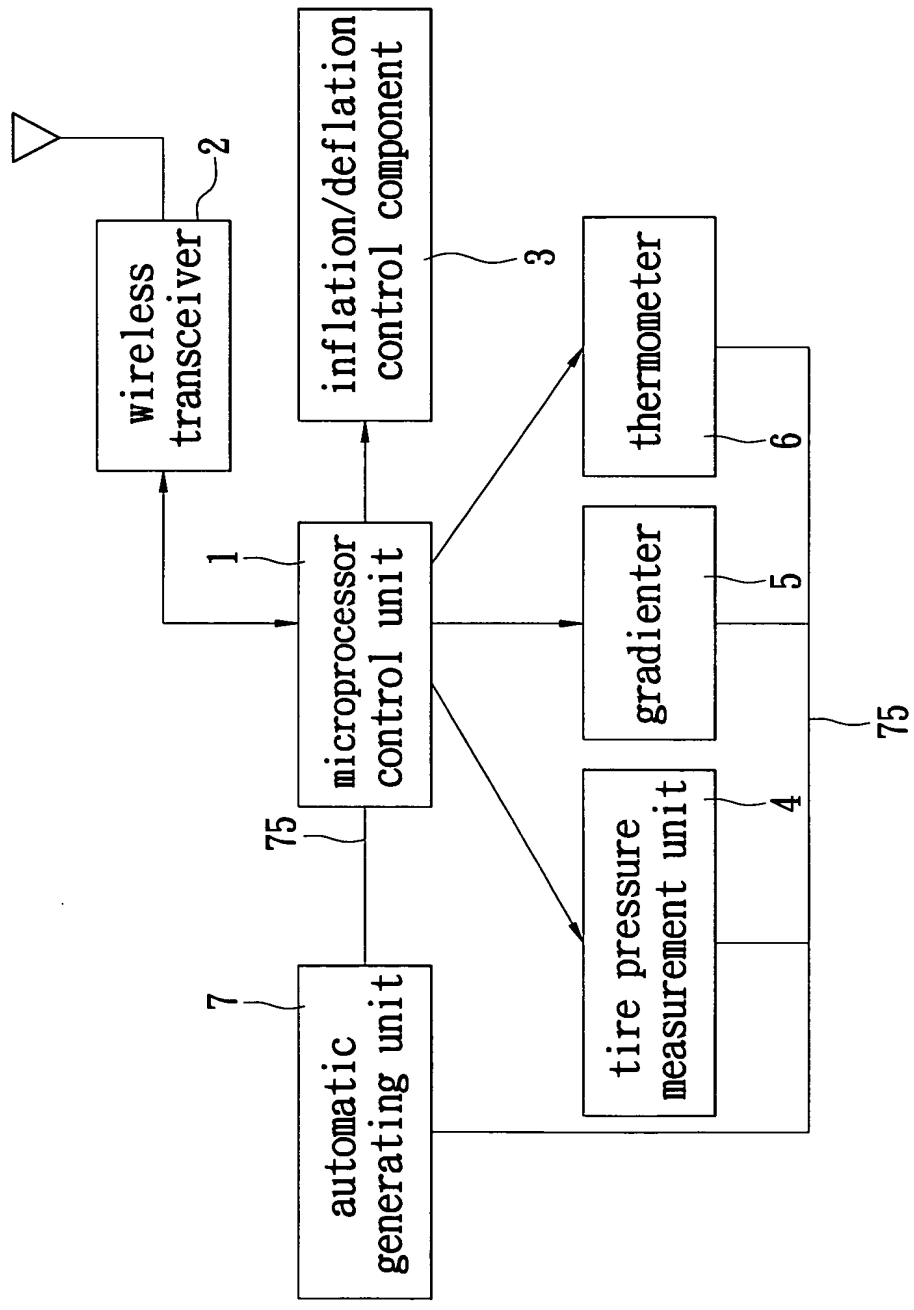 wireless
transceiver
2
1
microprocessor
control unit
inflation/deflation
control component
3
7
automatic
generating unit
75
tire pressure
measurement unit
4
gradienter
5
thermometer
6
75